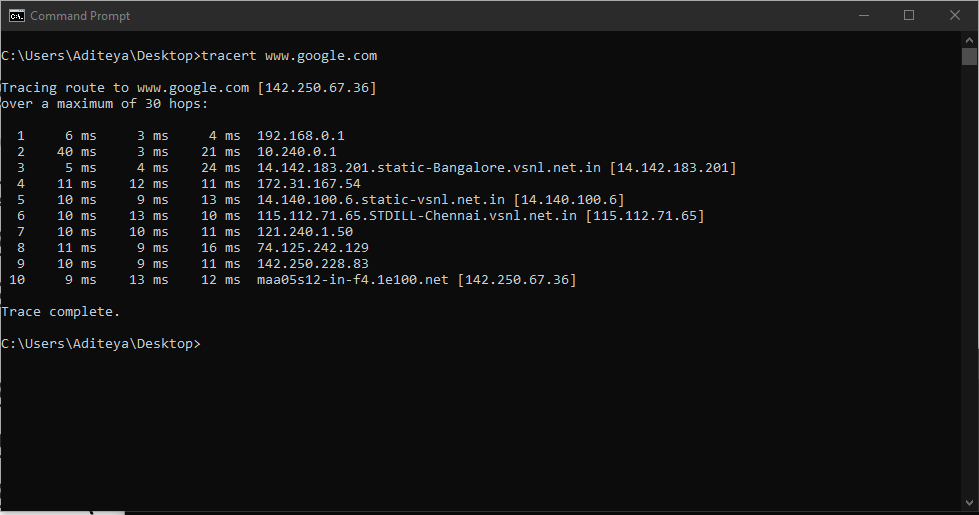 Command Prompt
C:\Users\Aditeya\Desktop>tracert www.google.com
Tracing route to www.google.com [142.250.67.36]
over a maximum of 30 hops:
1 6 ms 3 ms 4 ms 192.168.0.1
2 40 ms 3 ms 21 ms 10.240.0.1
3 5 ms 4 ms 24 ms 14.142.183.201.static-Bangalore.vsnl.net.in [14.142.183.201]
4 11 ms 12 ms 11 ms 172.31.167.54
5 10 ms 9 ms 13 ms 14.140.100.6.static-vsnl.net.in [14.140.100.6]
6 10 ms 13 ms 10 ms 115.112.71.65.STDILL-Chennai.vsnl.net.in [115.112.71.65]
7 10 ms 10 ms 11 ms 121.240.1.50
8 11 ms 9 ms 16 ms 74.125.242.129
9 10 ms 9 ms 11 ms 142.250.228.83
10 9 ms 13 ms 12 ms maa05s12-in-f4.1e100.net [142.250.67.36]
Trace complete.
C:\Users\Aditeya\Desktop>